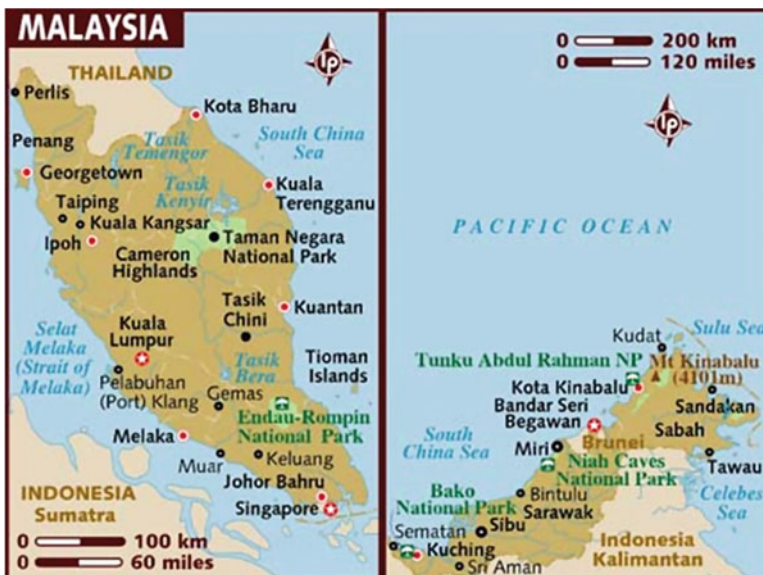 MALAYSIA
THAILAND
LP
Perlis
Kota Bharu
Penang
Tasik
Temengor
South China
Sea
Georgetown
Tasik
Kenyir
Kuala
Terengganu
Taiping
Kuala Kangsar
Ipoh
Taman Negara
National Park
Cameron
Highlands
Kuantan
Tasik
Chini
Selat
Melaka
(Strait of
Melaka)
Kuala
Lumpur
Tioman
Islands
Tasik
Bera
Pelabuhan
(Port) Klang
Gemas
Endau-Rompin
National Park
Melaka
Muar
Keluang
Johor Bahru
Singapore
INDONESIA
Sumatra
0 100 km
0 60 miles
0 200 km
0 120 miles
LP
PACIFIC OCEAN
Kudat
Sulu Sea
Tunku Abdul Rahman NP
Mt Kinabalu
(4101m)
Kota Kinabalu
Bandar Seri
Begawan
Sandakan
Sabah
Brunei
South
China Sea
Miri
Tawau
Niah Caves
National Park
Celebes
Sea
Bako
National Park
Bintulu
Sarawak
Sematan
Sibu
Indonesia
Kalimantan
Kuching
Sri Aman